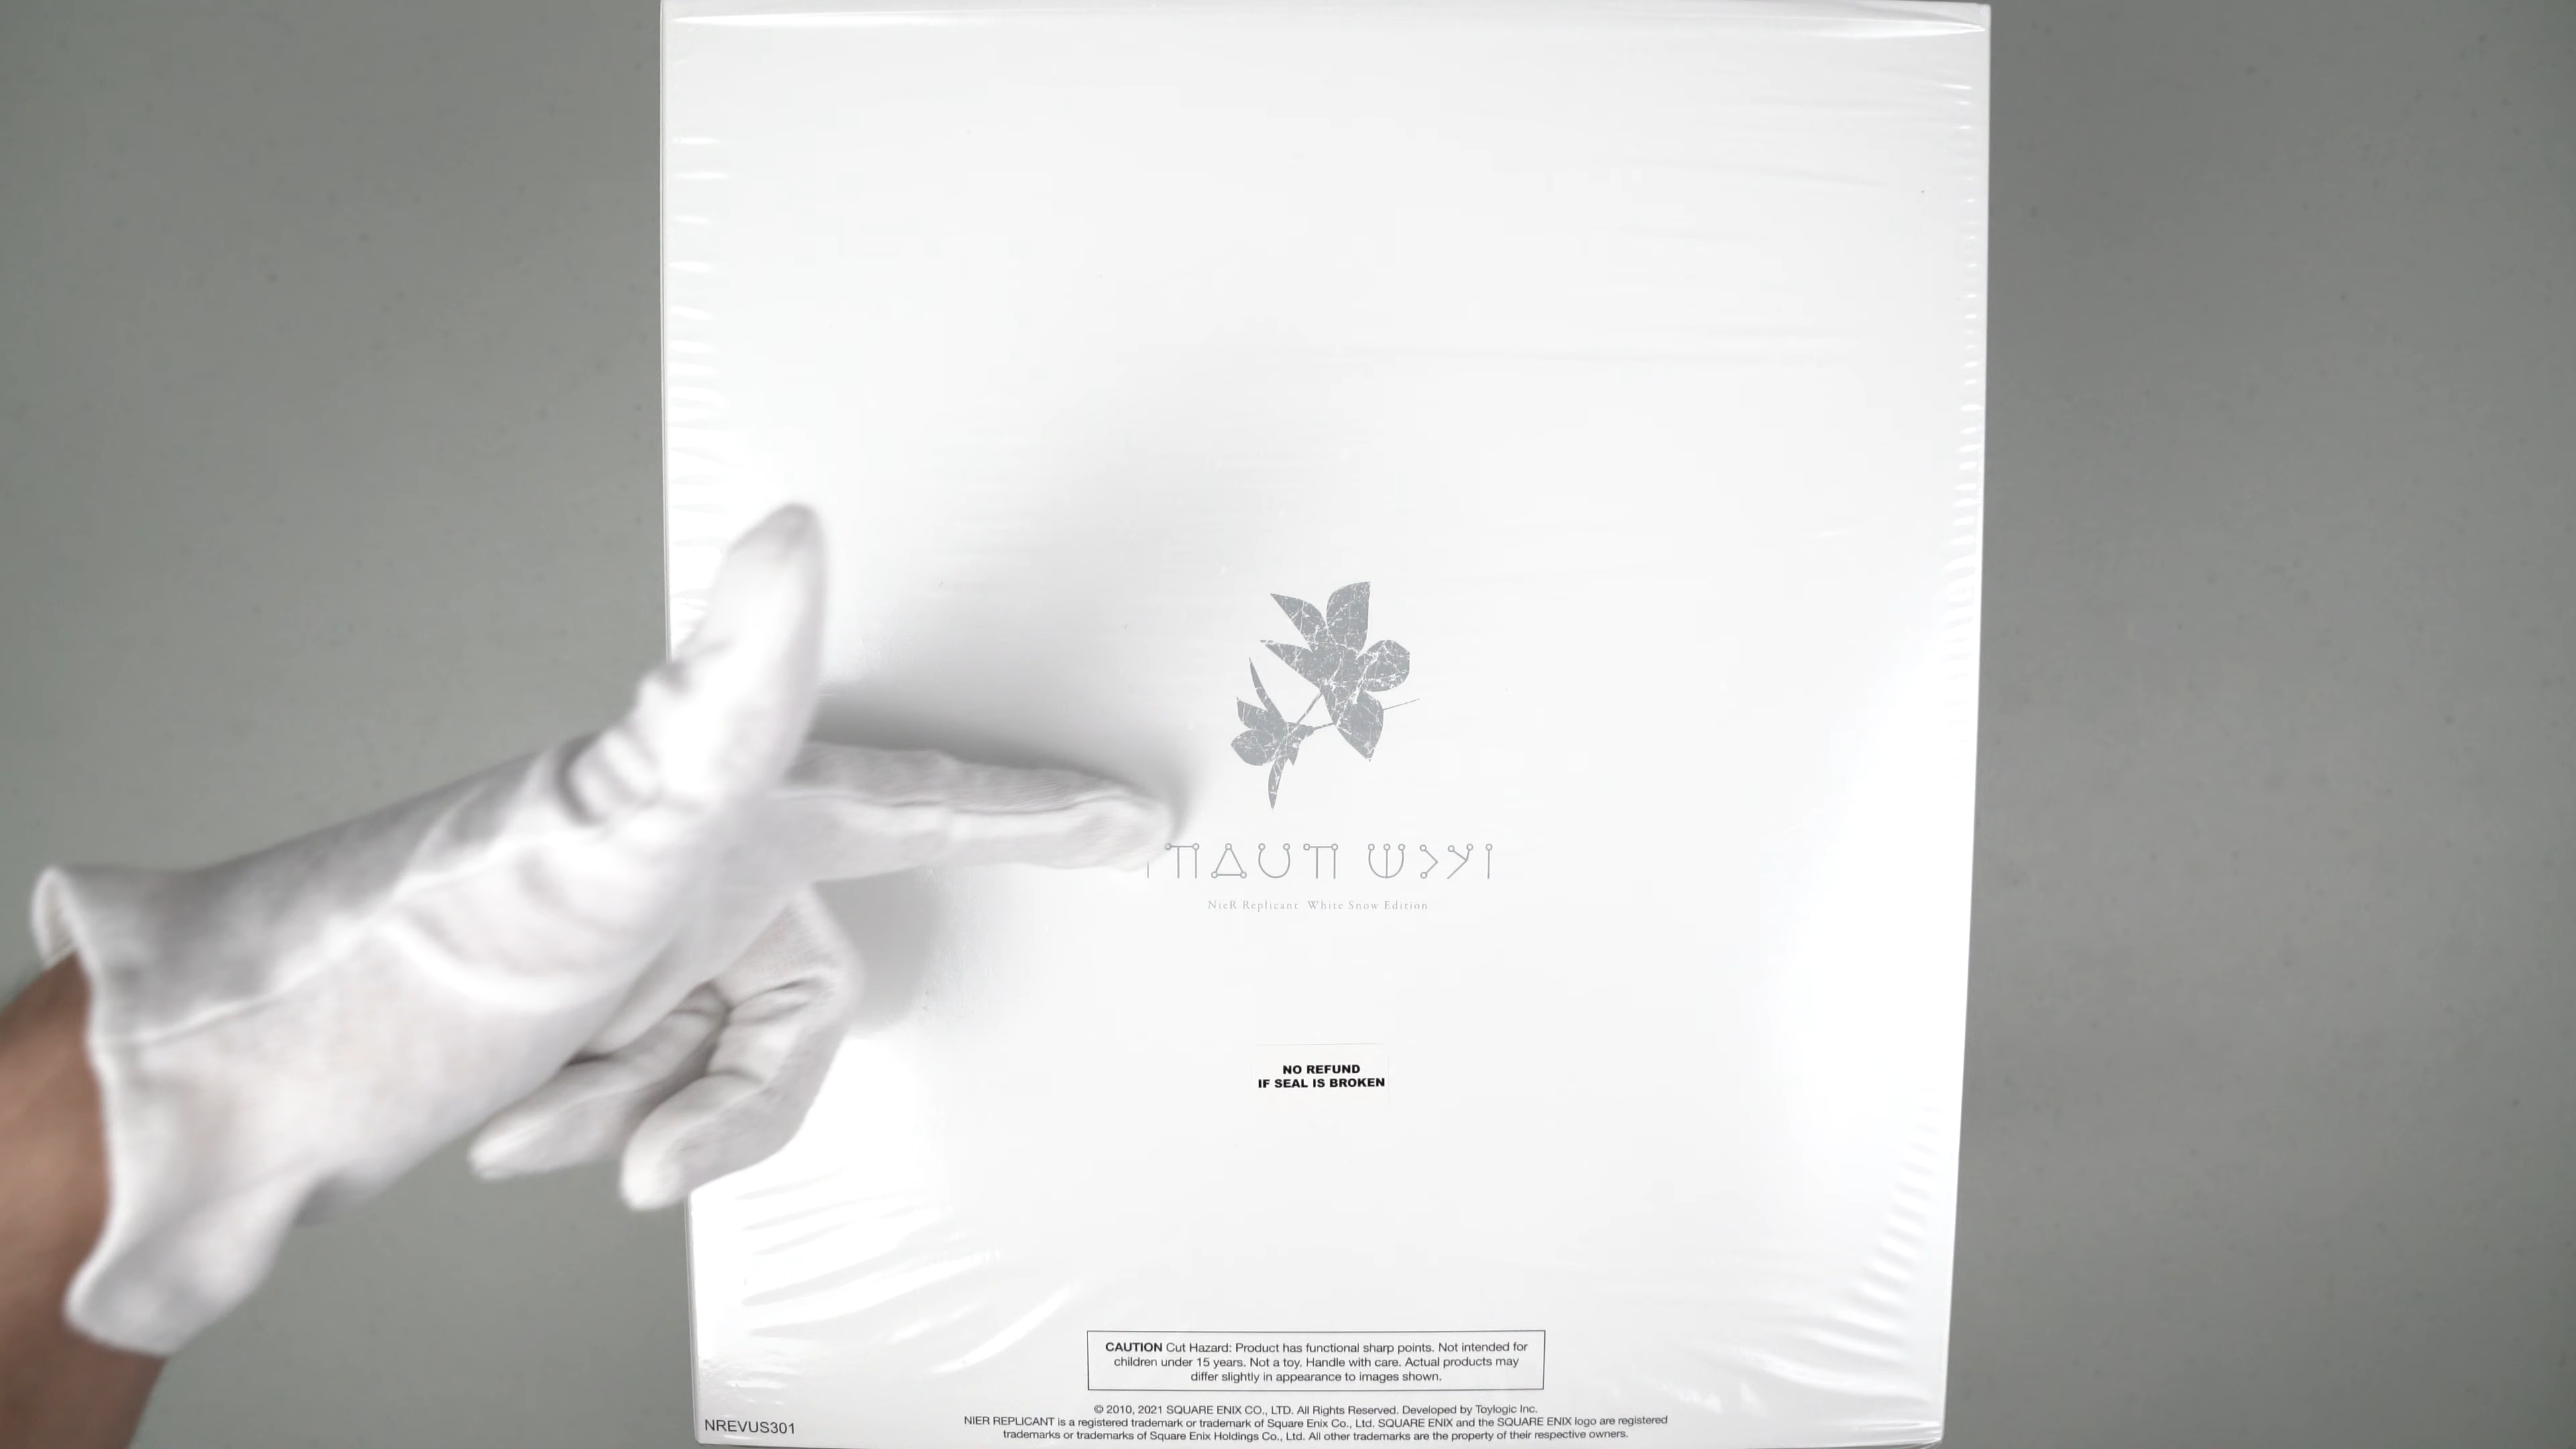 NieR Replicant White Snow Edition
NO REFUND
IF SEAL IS BROKEN
CAUTION Cut Hazard: Product has functional sharp points. Not intended for
children under 15 years. Not a toy. Handle with care. Actual products may
differ slightly in appearance to images shown.
© 2010, 2021 SQUARE ENIX CO., LTD. All Rights Reserved. Developed by Toylogic Inc.
NIER REPLICANT is a registered trademark or trademark of Square Enix Co., Ltd. SQUARE ENIX and the SQUARE ENIX logo are registered
trademarks or trademarks of Square Enix Holdings Co., Ltd. All other trademarks are the property of their respective owners.
NREVUS301